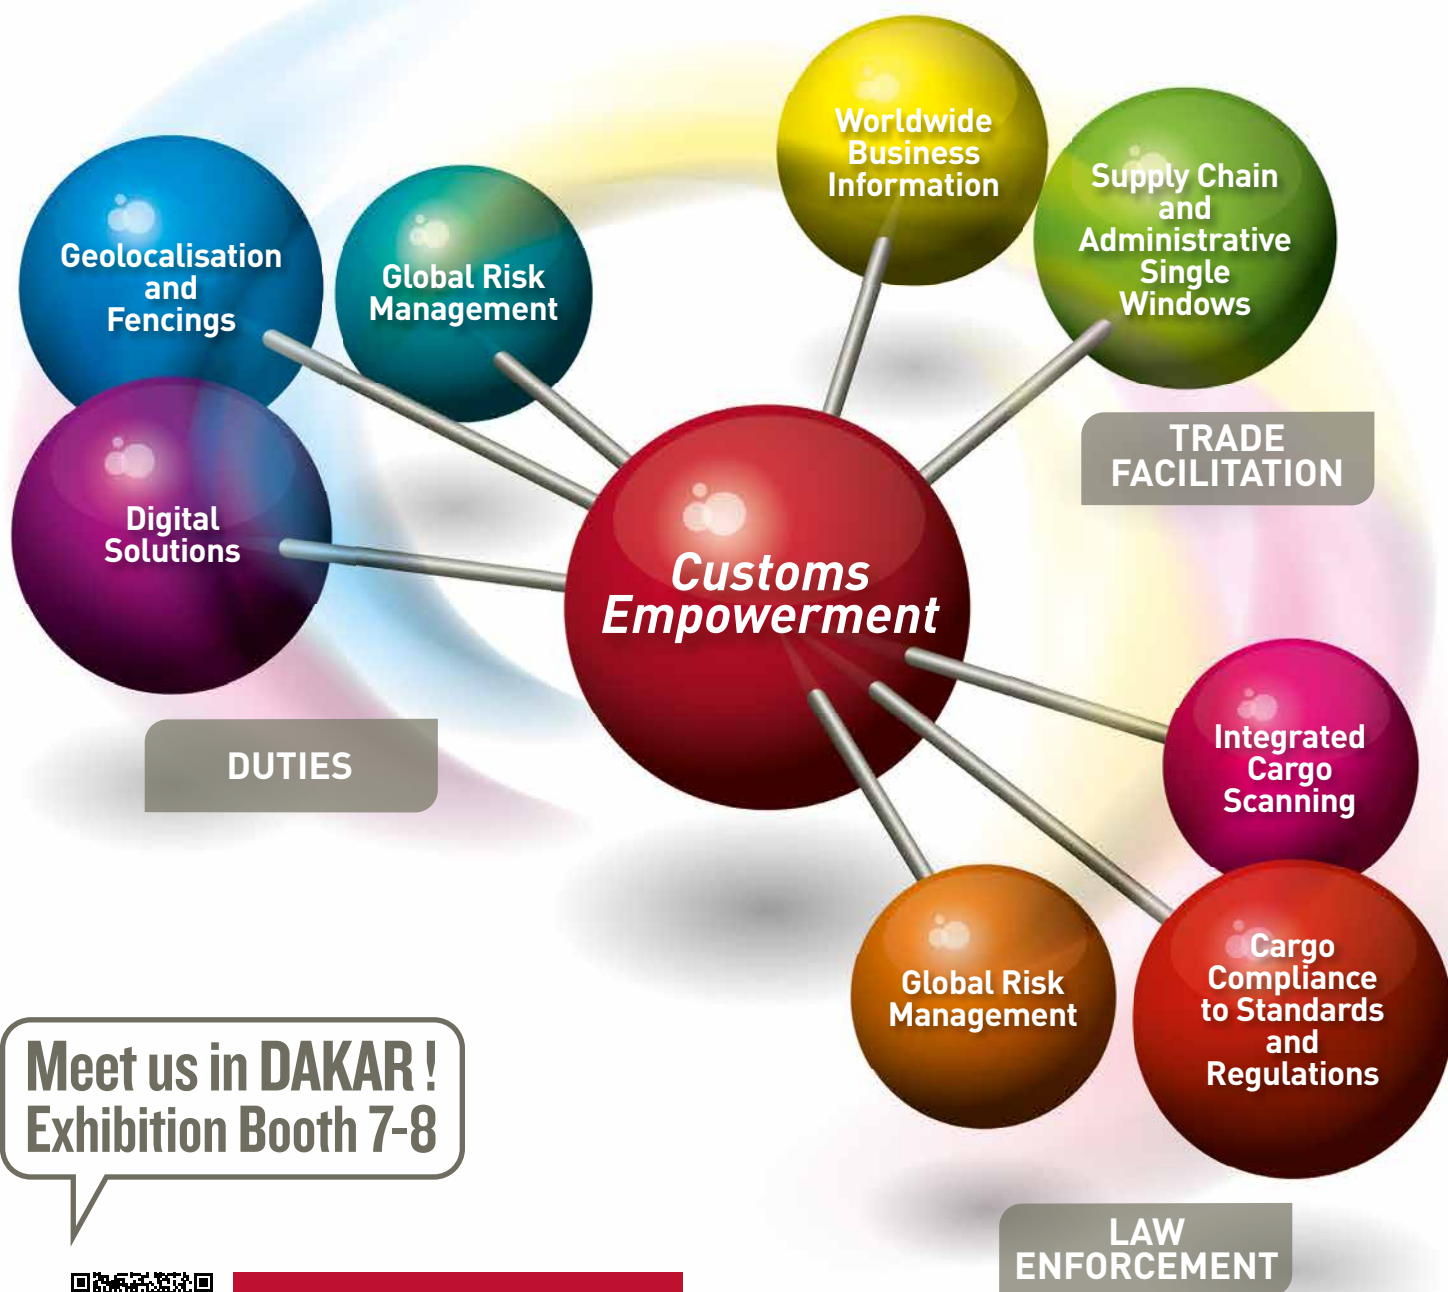 Worldwide
Business
Information
Supply Chain
and
Administrative
Single
Windows
Geolocalisation
and
Fencings
Global Risk
Management
TRADE
FACILITATION
Digital
Solutions
Customs
Empowerment
DUTIES
Integrated
Cargo
Scanning
Global Risk
Management
Cargo
Compliance
to Standards
and
Regulations
Meet us in DAKAR !
Exhibition Booth 7-8
LAW
ENFORCEMENT